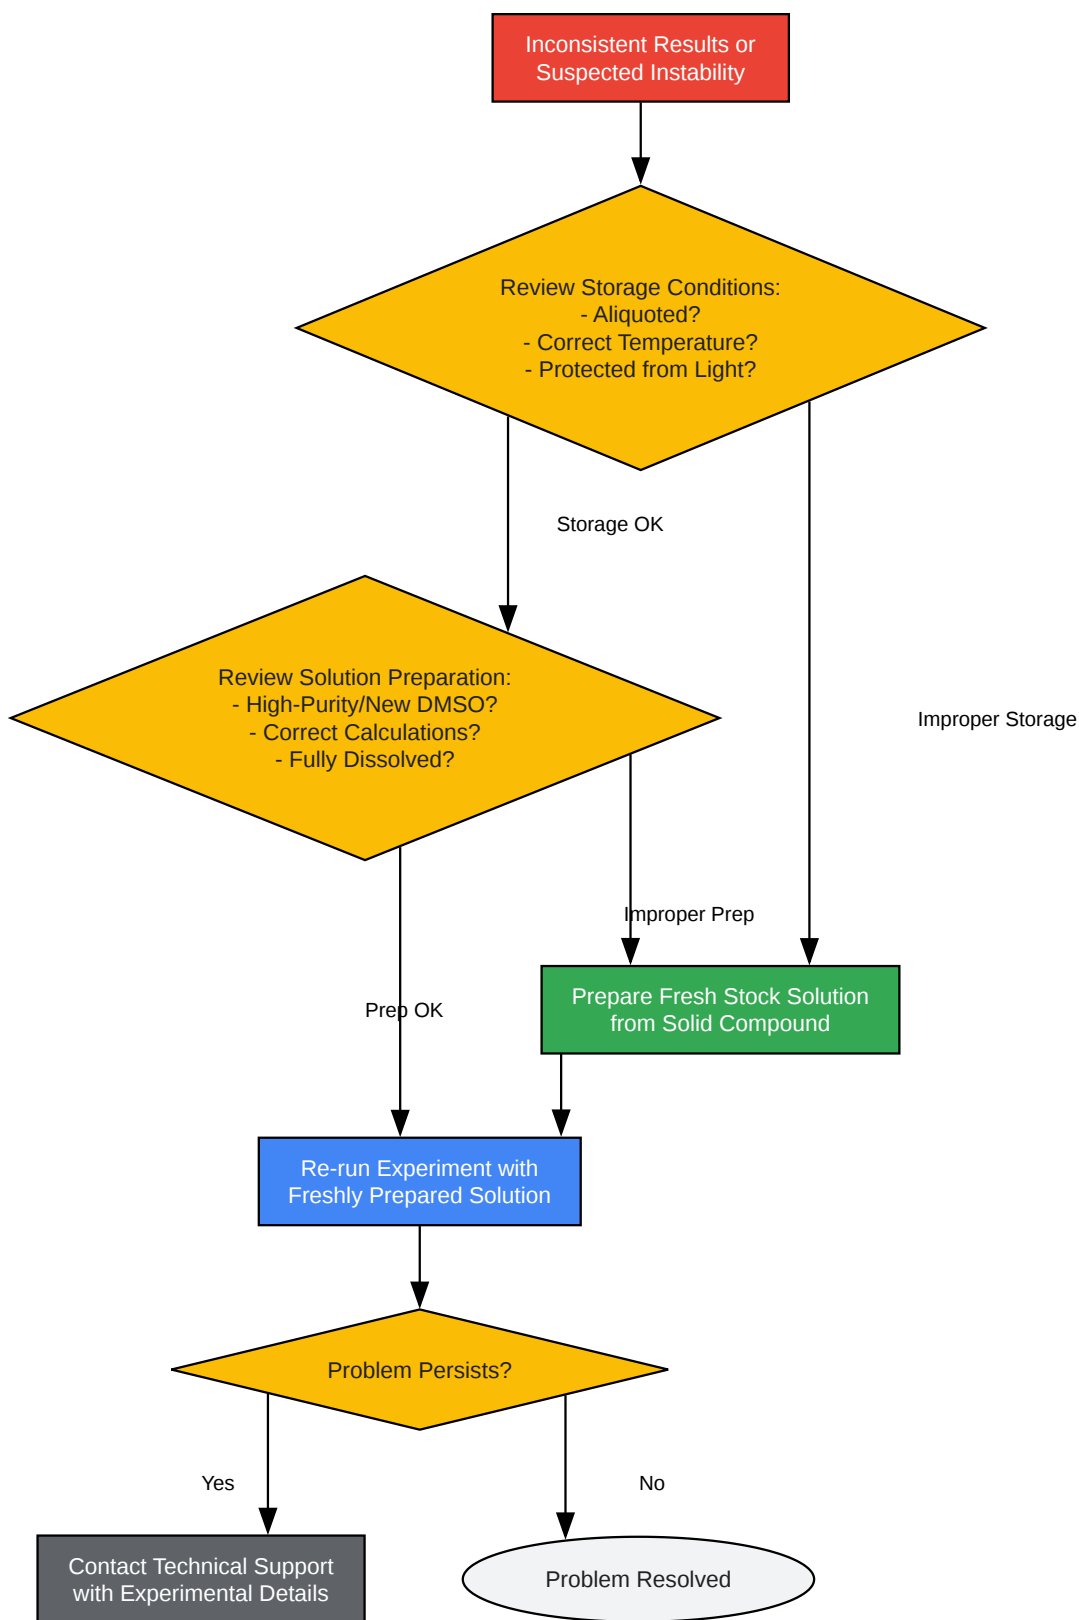 Inconsistent Results or
Suspected Instability
Review Storage Conditions:
- Aliquoted?
- Correct Temperature?
- Protected from Light?
Storage OK
Review Solution Preparation:
- High-Purity/New DMSO?
- Correct Calculations?
- Fully Dissolved?
Improper Storage
Improper Prep
Prepare Fresh Stock Solution
from Solid Compound
Prep OK
Re-run Experiment with
Freshly Prepared Solution
Problem Persists?
Yes
No
Contact Technical Support
with Experimental Details
Problem Resolved